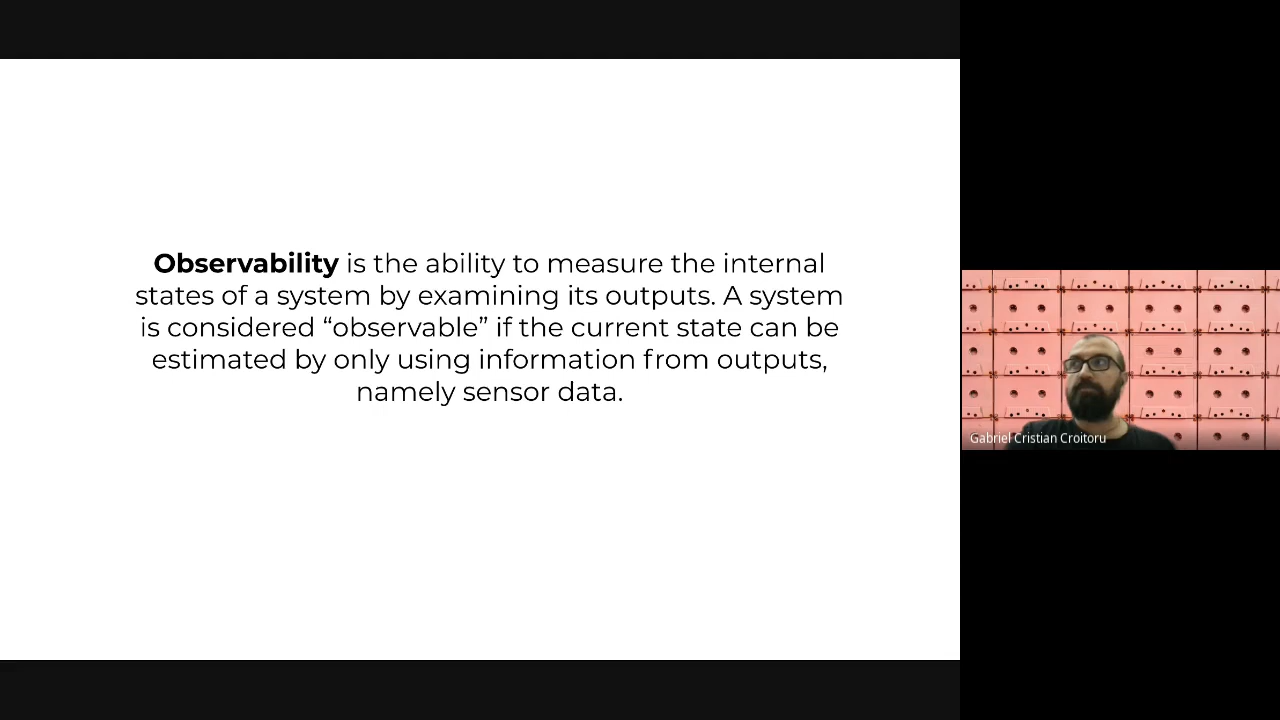 Observability is the ability to measure the internal
states of a system by examining its outputs. A system
is considered “observable” if the current state can be
estimated by only using information from outputs,
namely sensor data.
Gabriel Cristian Croitoru